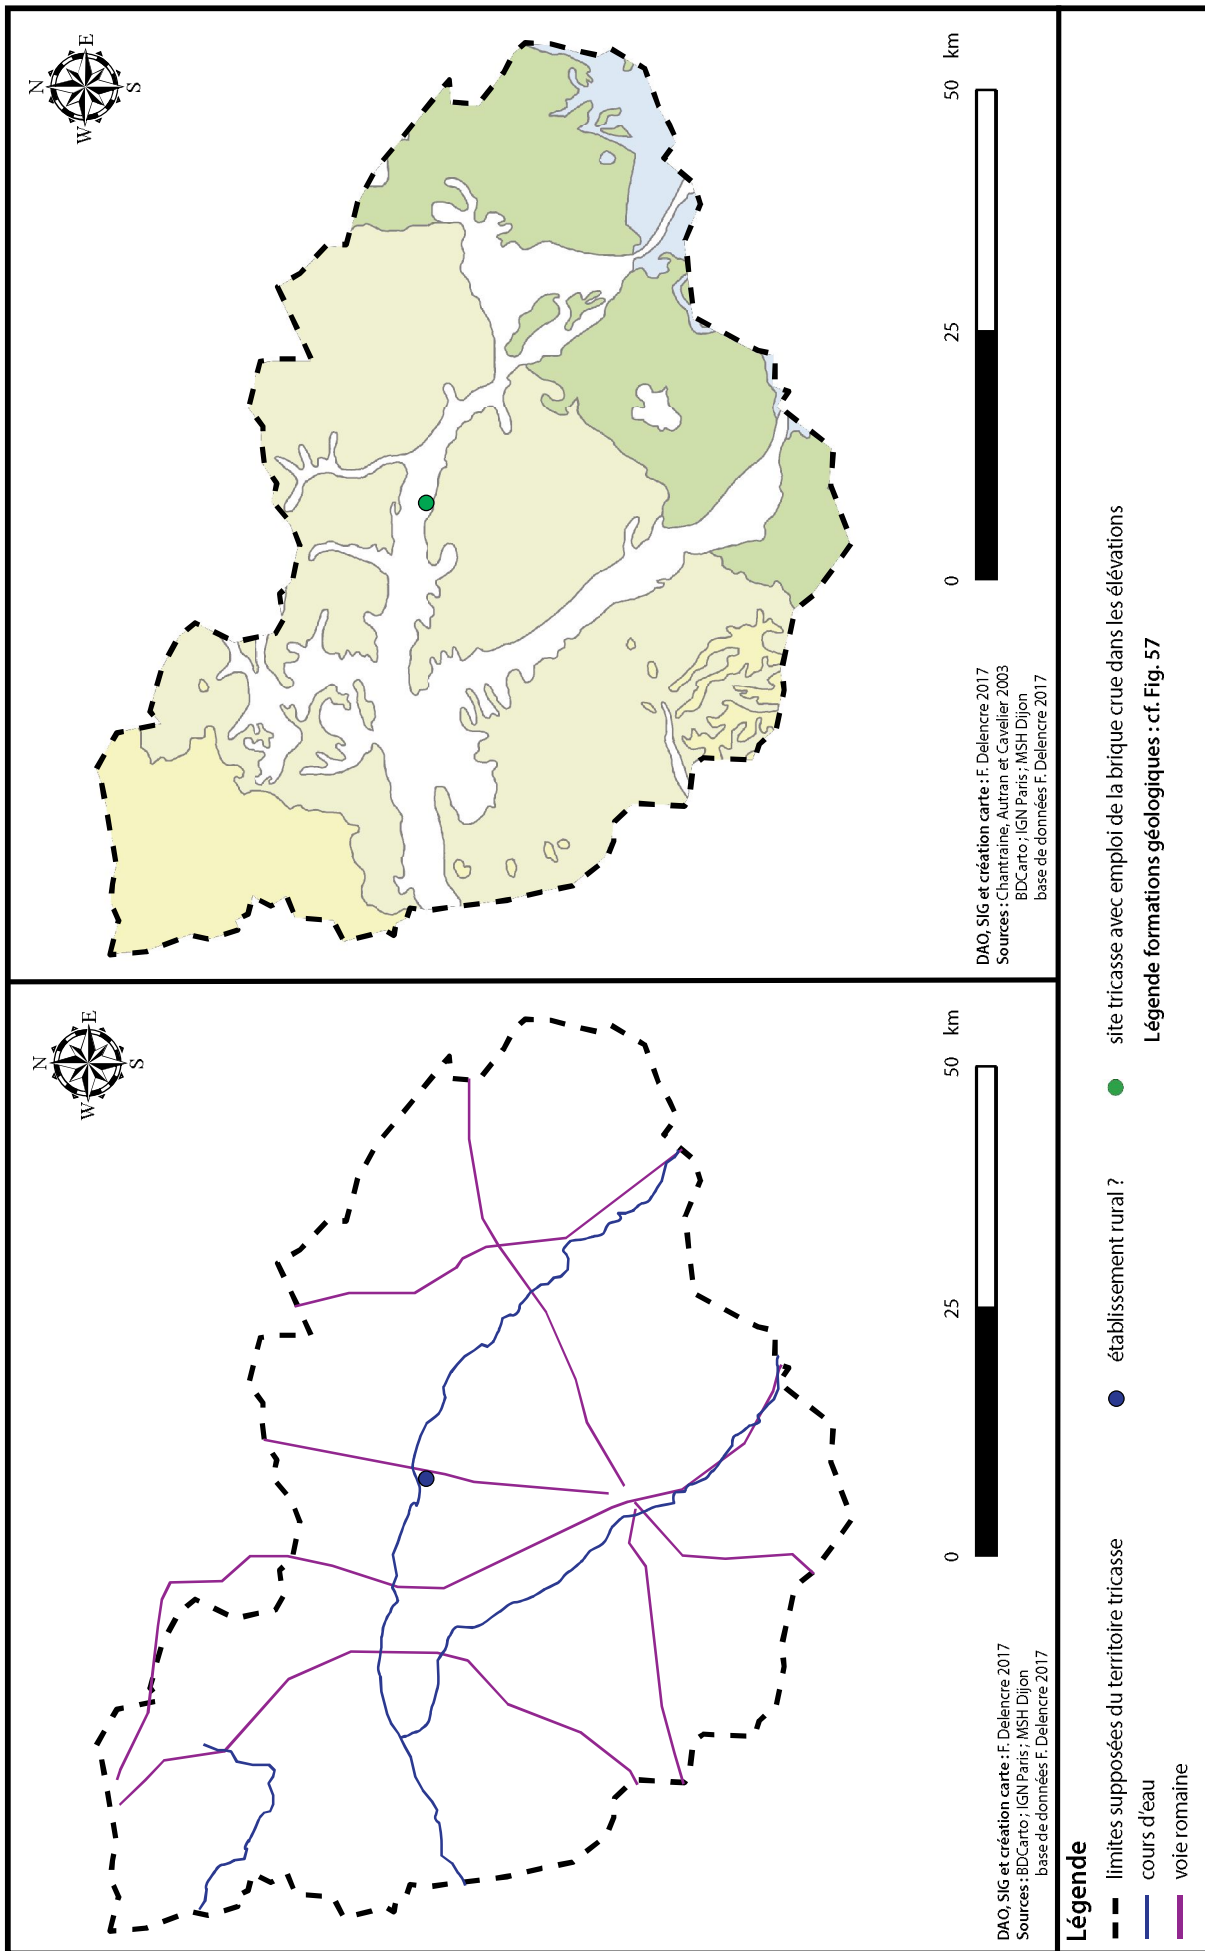 N
W
E
S
0
25
50
km
DAO, SIG et création carte : F. Delencre 2017
Sources : BDCarto ; IGN Paris ; MSH Dijon
base de données F. Delencre 2017
N
W
E
S
0
25
50
km
DAO, SIG et création carte : F. Delencre 2017
Sources : Chantraine, Autran et Cavelier 2003
BDCarto ; IGN Paris ; MSH Dijon
base de données F. Delencre 2017
Légende
limites supposées du territoire tricasse
cours d'eau
voie romaine
établissement rural ?
site tricasse avec emploi de la brique crue dans les élévations
Légende formations géologiques : cf. Fig. 57